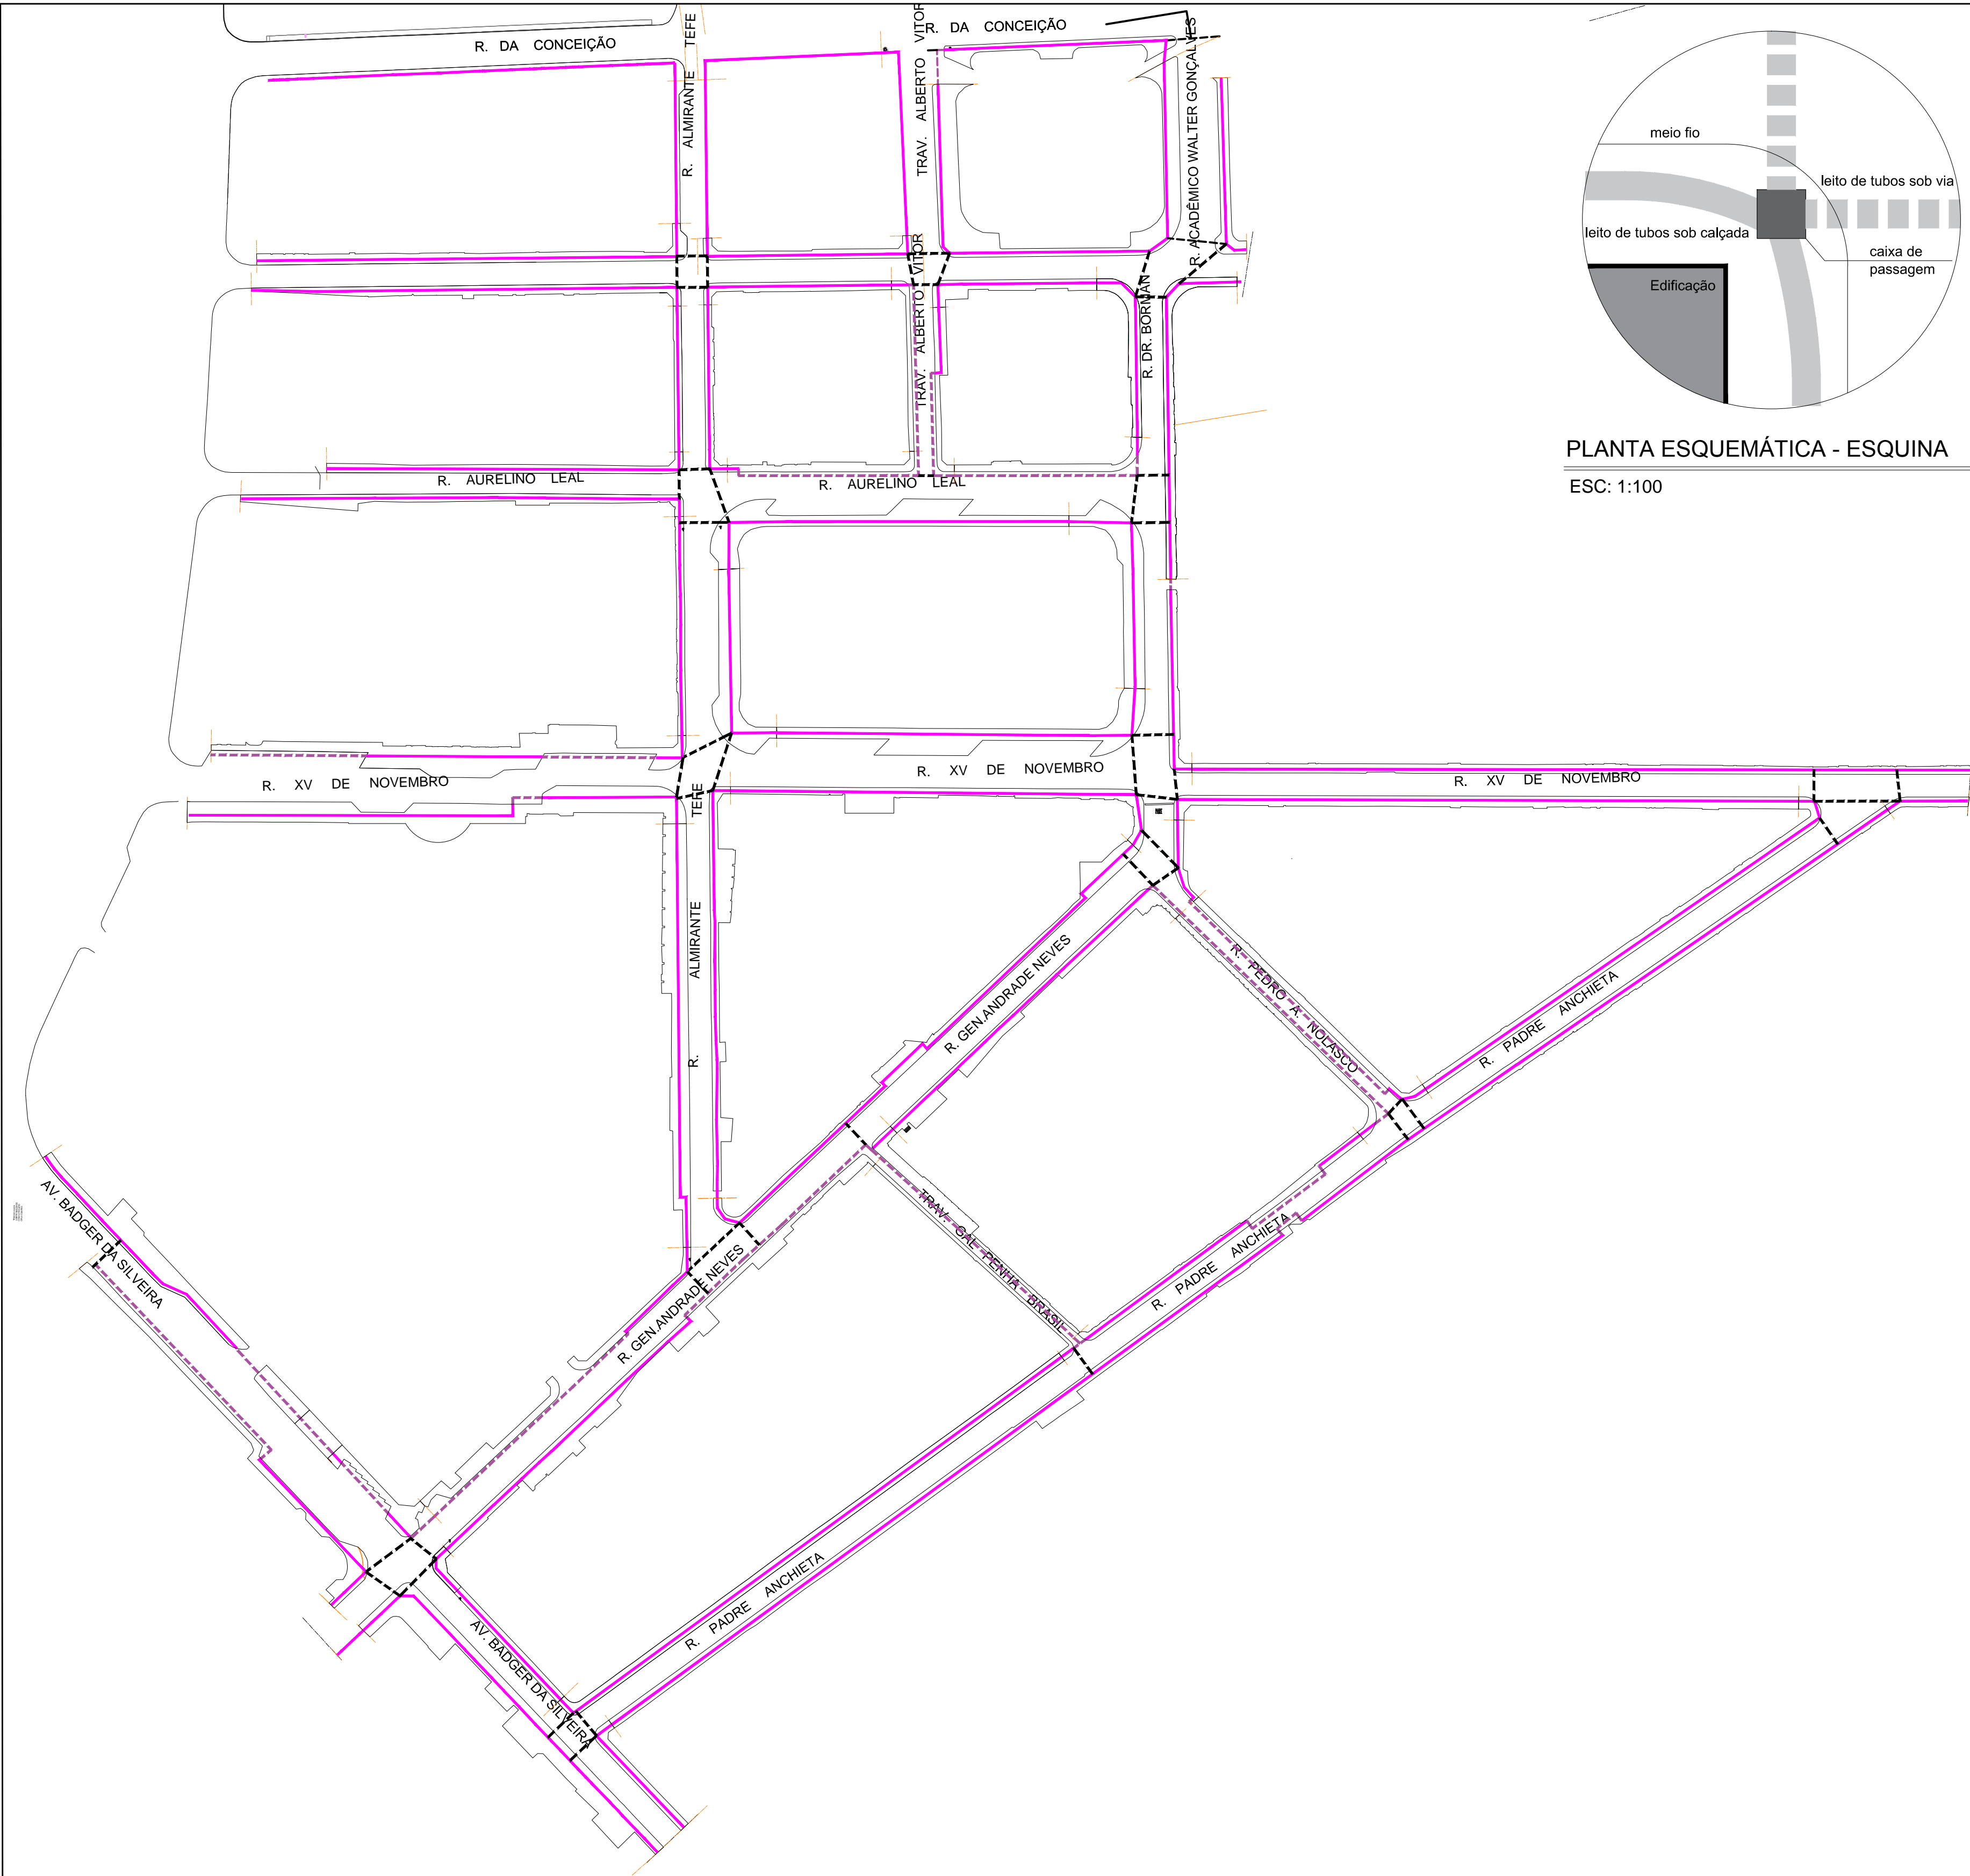 R. DA CONCEIÇÃO
R. DA CONCEIÇÃO
R. ALMIRANTE TEFE
TRAV. ALBERTO VITOR
R. ACADÊMICO WALTER GONÇALVES
meio fio
leito de tubos sob via
leito de tubos sob calçada
caixa de
passagem
Edificação
PLANTA ESQUEMÁTICA - ESQUINA
ESC: 1:100
TRAV. ALBERTO VITOR
R. DR. BORMAN
R. AURELINO LEAL
R. AURELINO LEAL
R. XV DE NOVEMBRO
R. XV DE NOVEMBRO
R. XV DE NOVEMBRO
R. ALMIRANTE TEFE
R. GEN.ANDRADE NEVES
R. PEDRO A. NOLASCO
R. PADRE ANCHIETA
TRAV. GAL PENHA BRASIL
R. PADRE ANCHIETA
AV. BADGER DA SILVEIRA
R. GEN.ANDRADE NEVES
R. PADRE ANCHIETA
AV. BADGER DA SILVEIRA